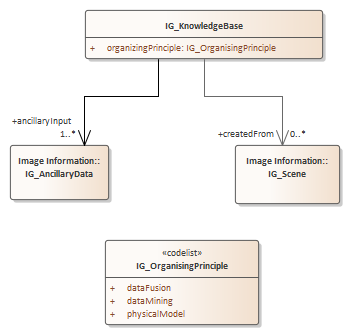 IG_KnowledgeBase
+ organizingPrinciple: IG_OrganisingPrinciple
+ancillaryInput
1..*
+createdFrom 0..*
Image Information::
IG_AncillaryData
Image Information::
IG_Scene
«codelist»
IG_OrganisingPrinciple
+ dataFusion
+ dataMining
+ physicalModel